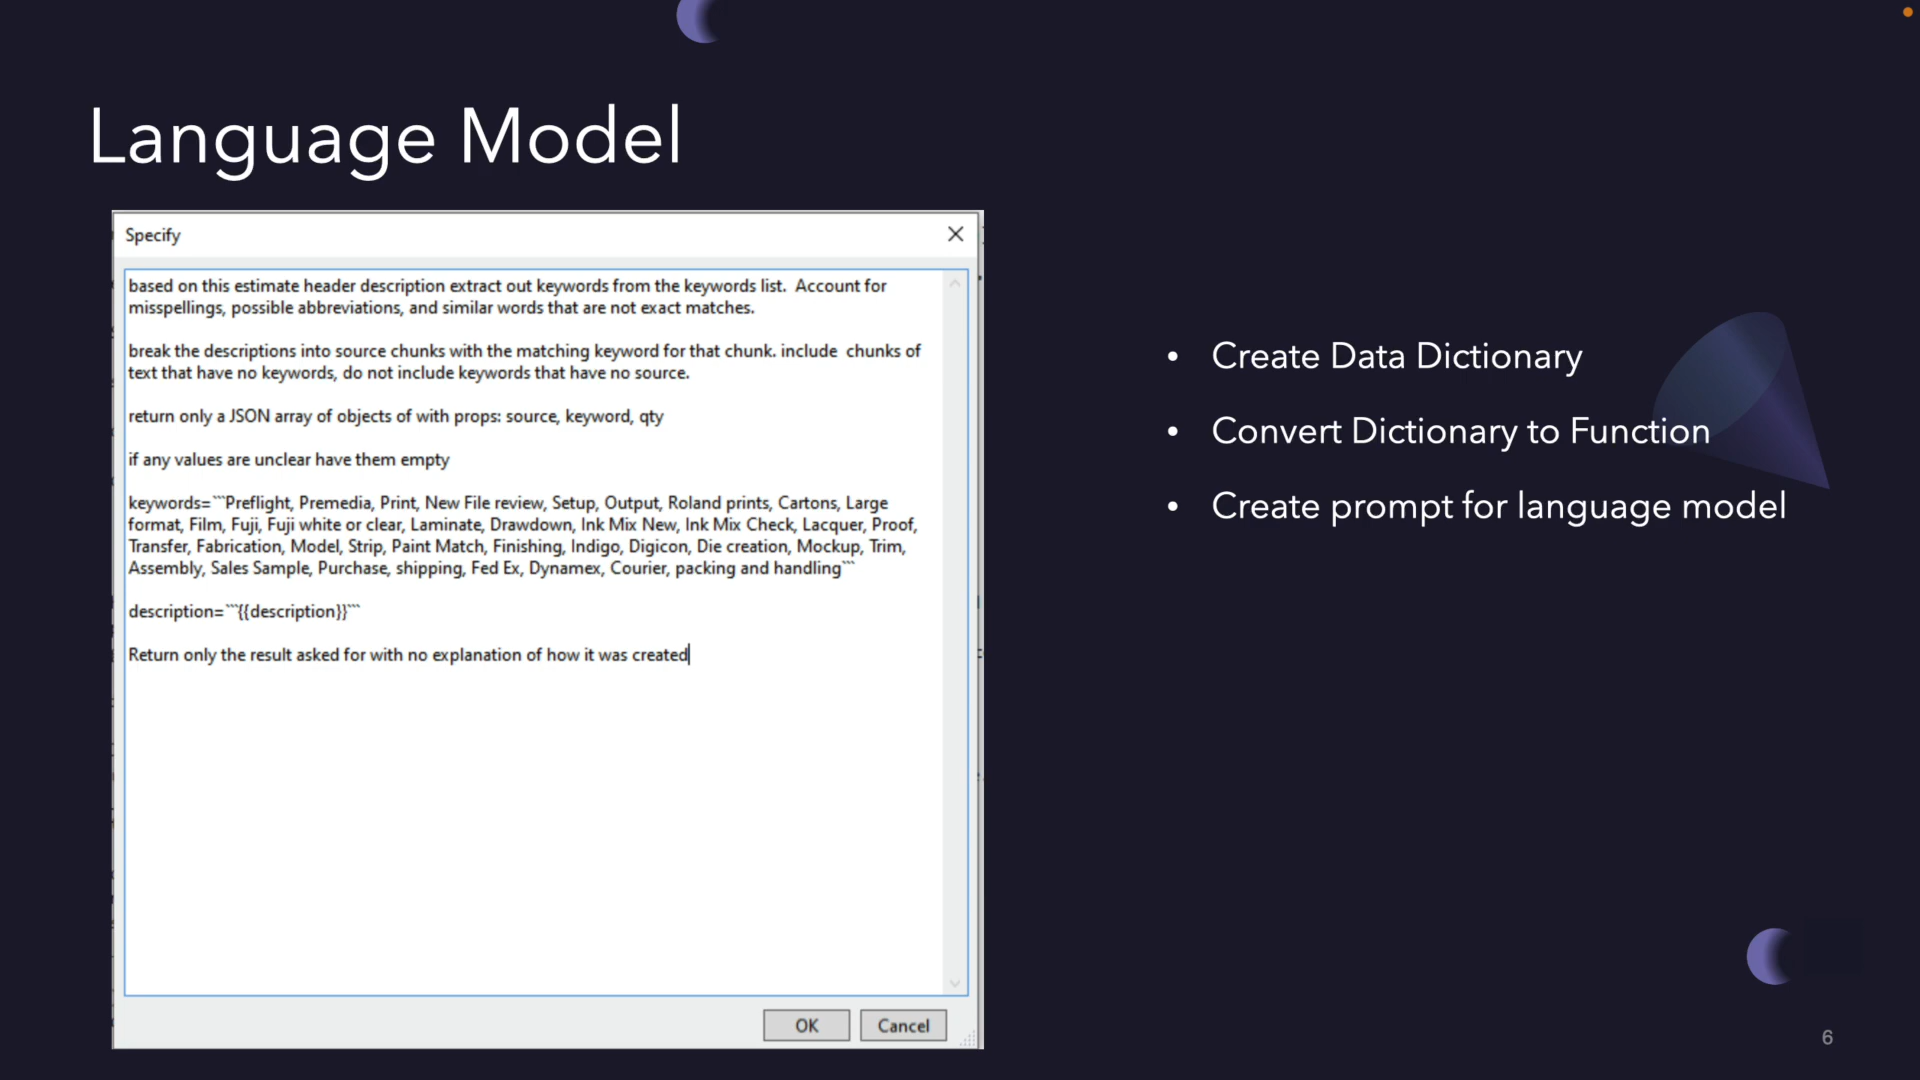 Language Model
Specify
based on this estimate header description extract out keywords from the keywords list.  Account for
misspellings, possible abbreviations, and similar words that are not exact matches.
break the descriptions into source chunks with the matching keyword for that chunk. include  chunks of
text that have no keywords, do not include keywords that have no source.
return only a JSON array of objects of with props: source, keyword, qty
if any values are unclear have them empty
keywords=```Preflight, Premedia, Print, New File review, Setup, Output, Roland prints, Cartons, Large
format, Film, Fuji, Fuji white or clear, Laminate, Drawdown, Ink Mix New, Ink Mix Check, Lacquer, Proof,
Transfer, Fabrication, Model, Strip, Paint Match, Finishing, Indigo, Digicon, Die creation, Mockup, Trim,
Assembly, Sales Sample, Purchase, shipping, Fed Ex, Dynamex, Courier, packing and handling```
description=```{{description}}```
Return only the result asked for with no explanation of how it was created
OK
Cancel
• Create Data Dictionary
• Convert Dictionary to Function
• Create prompt for language model
6